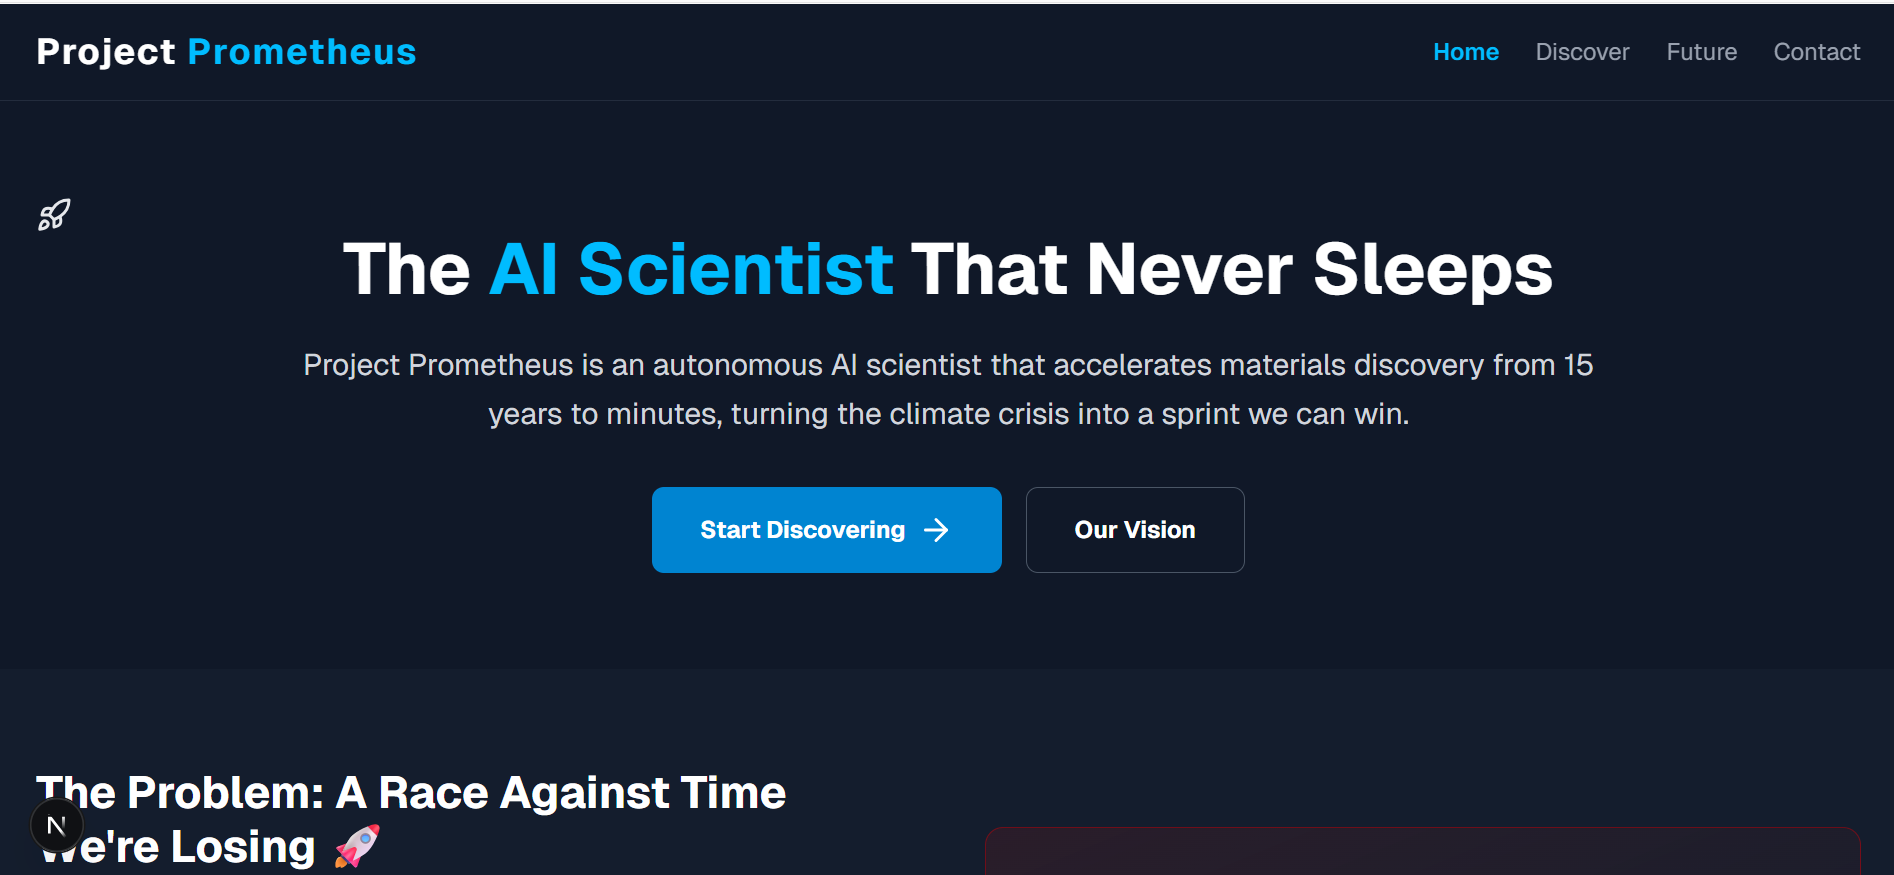 Project Prometheus
Home Discover Future Contact
The AI Scientist That Never Sleeps
Project Prometheus is an autonomous AI scientist that accelerates materials discovery from 15
years to minutes, turning the climate crisis into a sprint we can win.
Start Discovering
Our Vision
The Problem: A Race Against Time
We're Losing 🚀
N